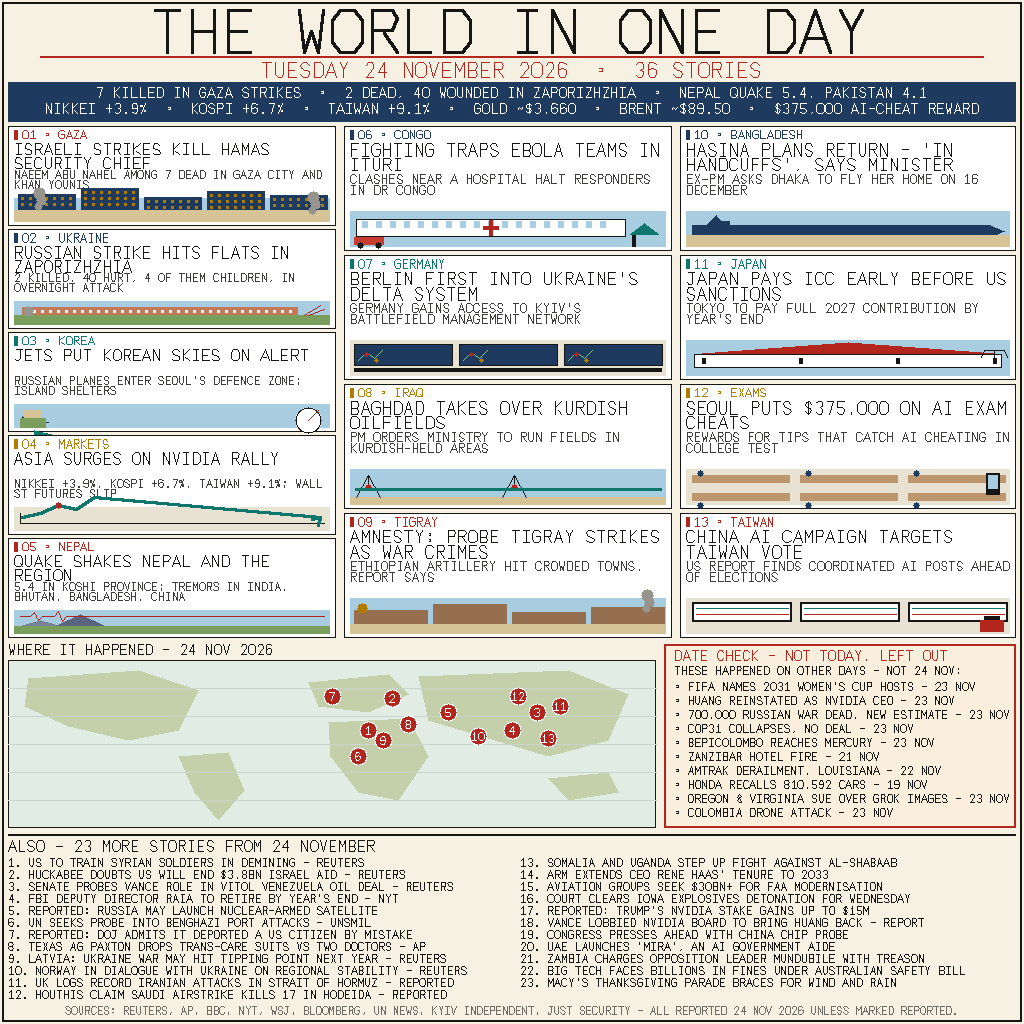 THE WORLD IN ONE DAY
TUESDAY 24 NOVEMBER 2026 • 36 STORIES
7 KILLED IN GAZA STRIKES • 2 DEAD, 40 WOUNDED IN ZAPORIZHZHIA • NEPAL QUAKE 5.4, PAKISTAN 4.1
NIKKEI +3.9% • KOSPI +6.7% • TAIWAN +9.1% • GOLD ~$3,660 • BRENT ~$89.50 • $375,000 AI-CHEAT REWARD
01 • GAZA
ISRAELI STRIKES KILL HAMAS
SECURITY CHIEF
NAEEM ABU NAHEL AMONG 7 DEAD IN GAZA CITY AND
KHAN YOUNIS
02 • UKRAINE
RUSSIAN STRIKE HITS FLATS IN
ZAPORIZHZHIA
2 KILLED, 40 HURT, 4 OF THEM CHILDREN, IN
OVERNIGHT ATTACK
03 • KOREA
JETS PUT KOREAN SKIES ON ALERT
RUSSIAN PLANES ENTER SEOUL'S DEFENCE ZONE;
ISLAND SHELTERS
04 • MARKETS
ASIA SURGES ON NVIDIA RALLY
NIKKEI +3.9%, KOSPI +6.7%, TAIWAN +9.1%; WALL
ST FUTURES SLIP
05 • NEPAL
QUAKE SHAKES NEPAL AND THE
REGION
5.4 IN KOSHI PROVINCE; TREMORS IN INDIA,
BHUTAN, BANGLADESH, CHINA
06 • CONGO
FIGHTING TRAPS EBOLA TEAMS IN
ITURI
CLASHES NEAR A HOSPITAL HALT RESPONDERS
IN DR CONGO
07 • GERMANY
BERLIN FIRST INTO UKRAINE'S
DELTA SYSTEM
GERMANY GAINS ACCESS TO KYIV'S
BATTLEFIELD MANAGEMENT NETWORK
08 • IRAQ
BAGHDAD TAKES OVER KURDISH
OILFIELDS
PM ORDERS MINISTRY TO RUN FIELDS IN
KURDISH-HELD AREAS
09 • TIGRAY
AMNESTY: PROBE TIGRAY STRIKES
AS WAR CRIMES
ETHIOPIAN ARTILLERY HIT CROWDED TOWNS,
REPORT SAYS
10 • BANGLADESH
HASINA PLANS RETURN - 'IN
HANDCUFFS', SAYS MINISTER
EX-PM ASKS DHAKA TO FLY HER HOME ON 16
DECEMBER
11 • JAPAN
JAPAN PAYS ICC EARLY BEFORE US
SANCTIONS
TOKYO TO PAY FULL 2027 CONTRIBUTION BY
YEAR'S END
12 • EXAMS
SEOUL PUTS $375,000 ON AI EXAM
CHEATS
REWARDS FOR TIPS THAT CATCH AI CHEATING IN
COLLEGE TEST
13 • TAIWAN
CHINA AI CAMPAIGN TARGETS
TAIWAN VOTE
US REPORT FINDS COORDINATED AI POSTS AHEAD
OF ELECTIONS
WHERE IT HAPPENED - 24 NOV 2026
7
2
12
11
5
3
8
1
4
9
10
13
6
DATE CHECK - NOT TODAY, LEFT OUT
THESE HAPPENED ON OTHER DAYS - NOT 24 NOV:
• FIFA NAMES 2031 WOMEN'S CUP HOSTS - 23 NOV
• HUANG REINSTATED AS NVIDIA CEO - 23 NOV
• 700,000 RUSSIAN WAR DEAD, NEW ESTIMATE - 23 NOV
• COP31 COLLAPSES, NO DEAL - 23 NOV
• BEPICOLOMBO REACHES MERCURY - 23 NOV
• ZANZIBAR HOTEL FIRE - 21 NOV
• AMTRAK DERAILMENT, LOUISIANA - 22 NOV
• HONDA RECALLS 810,592 CARS - 19 NOV
• OREGON & VIRGINIA SUE OVER GROK IMAGES - 23 NOV
• COLOMBIA DRONE ATTACK - 23 NOV
ALSO - 23 MORE STORIES FROM 24 NOVEMBER
1. US TO TRAIN SYRIAN SOLDIERS IN DEMINING - REUTERS
2. HUCKABEE DOUBTS US WILL END $3.8BN ISRAEL AID - REUTERS
3. SENATE PROBES VANCE ROLE IN VITOL VENEZUELA OIL DEAL - REUTERS
4. FBI DEPUTY DIRECTOR RAIA TO RETIRE BY YEAR'S END - NYT
5. REPORTED: RUSSIA MAY LAUNCH NUCLEAR-ARMED SATELLITE
6. UN SEEKS PROBE INTO BENGHAZI PORT ATTACKS - UNSMIL
7. REPORTED: DOJ ADMITS IT DEPORTED A US CITIZEN BY MISTAKE
8. TEXAS AG PAXTON DROPS TRANS-CARE SUITS VS TWO DOCTORS - AP
9. LATVIA: UKRAINE WAR MAY HIT TIPPING POINT NEXT YEAR - REUTERS
10. NORWAY IN DIALOGUE WITH UKRAINE ON REGIONAL STABILITY - REUTERS
11. UK LOGS RECORD IRANIAN ATTACKS IN STRAIT OF HORMUZ - REPORTED
12. HOUTHIS CLAIM SAUDI AIRSTRIKE KILLS 17 IN HODEIDA - REPORTED
13. SOMALIA AND UGANDA STEP UP FIGHT AGAINST AL-SHABAAB
14. ARM EXTENDS CEO RENE HAAS' TENURE TO 2033
15. AVIATION GROUPS SEEK $30BN+ FOR FAA MODERNISATION
16. COURT CLEARS IOWA EXPLOSIVES DETONATION FOR WEDNESDAY
17. REPORTED: TRUMP'S NVIDIA STAKE GAINS UP TO $15M
18. VANCE LOBBIED NVIDIA BOARD TO BRING HUANG BACK - REPORT
19. CONGRESS PRESSES AHEAD WITH CHINA CHIP PROBE
20. UAE LAUNCHES 'MIRA', AN AI GOVERNMENT AIDE
21. ZAMBIA CHARGES OPPOSITION LEADER MUNDUBILE WITH TREASON
22. BIG TECH FACES BILLIONS IN FINES UNDER AUSTRALIAN SAFETY BILL
23. MACY'S THANKSGIVING PARADE BRACES FOR WIND AND RAIN
SOURCES: REUTERS, AP, BBC, NYT, WSJ, BLOOMBERG, UN NEWS, KYIV INDEPENDENT, JUST SECURITY - ALL REPORTED 24 NOV 2026 UNLESS MARKED REPORTED.